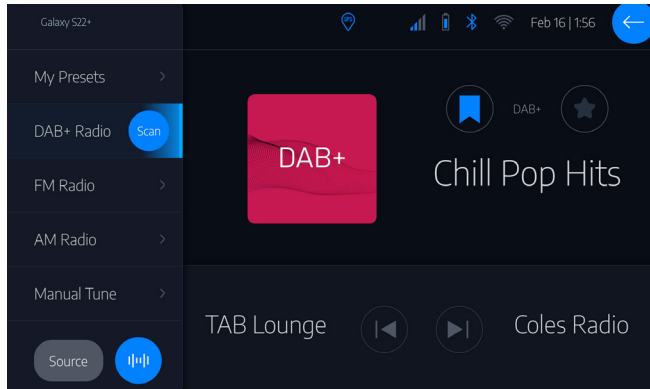 Galaxy S22+
GPS
Feb 16 | 1:56
My Presets
DAB+ Radio
Scan
FM Radio
AM Radio
Manual Tune
Source
DAB+
DAB+
Chill Pop Hits
TAB Lounge
Coles Radio